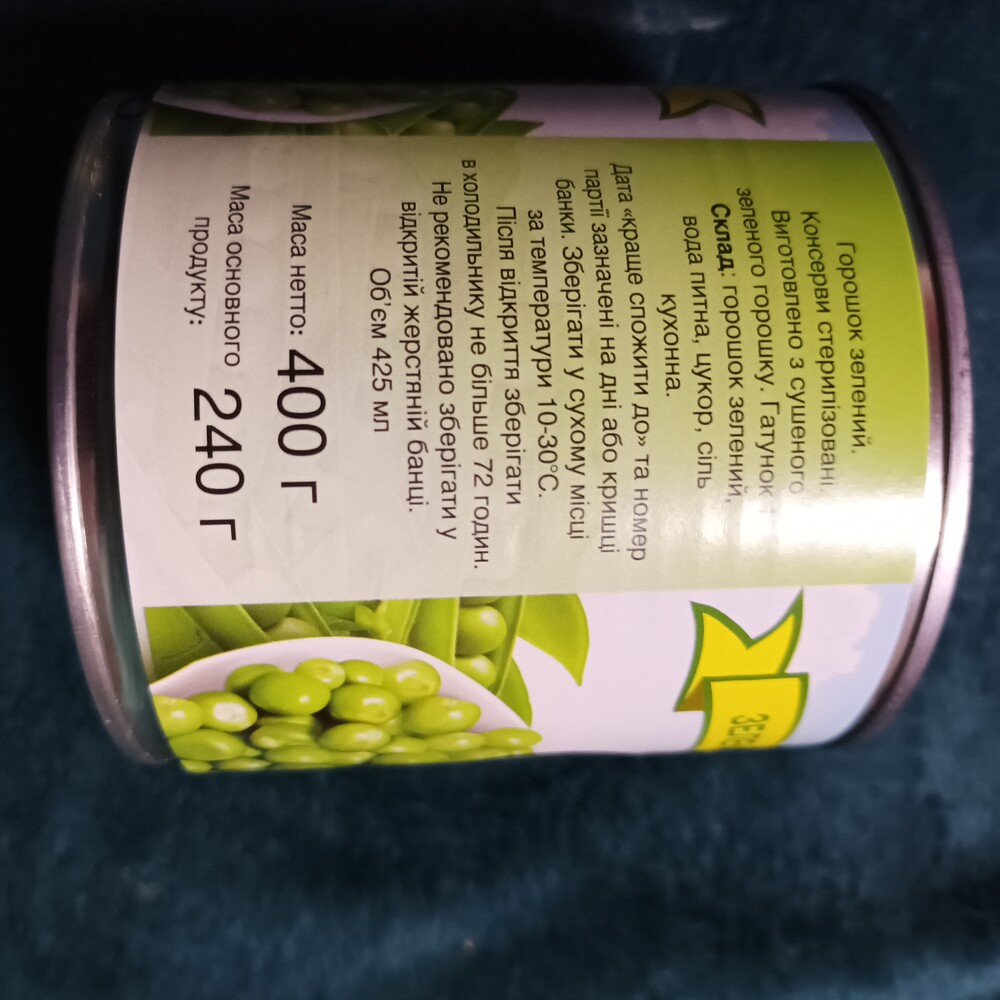 Горошок зелений.
Консерви стерилізовані.
Виготовлено з сушеного
зеленого горошку. Гатунок
Склад: горошок зелений,
вода питна, цукор, сіль
кухонна.
Дата «краще спожити до» та номер
партії зазначені на дні або кришці
банки. Зберігати у сухому місці
за температури 10-30°С.
Після відкриття зберігати
в холодильнику не більше 72 годин.
Не рекомендовано зберігати у
відкритій жерстяній банці.
Об'єм 425 мл
Маса нетто: 400 г
Маса основного
продукту: 240 г